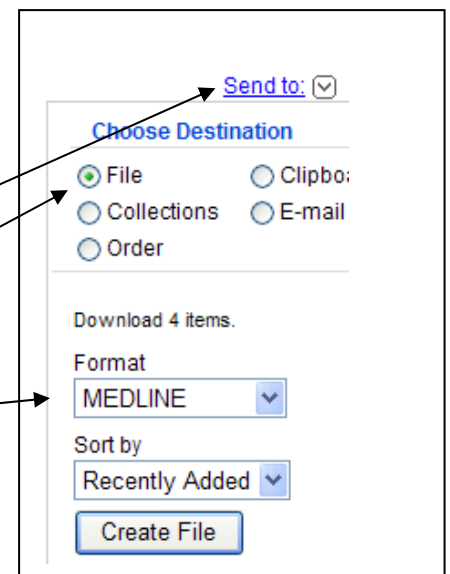 Send to:
Choose Destination
File
Collections E-mail
Order
Download 4 items.
Format
MEDLINE
Sort by
Recently Added
Create File